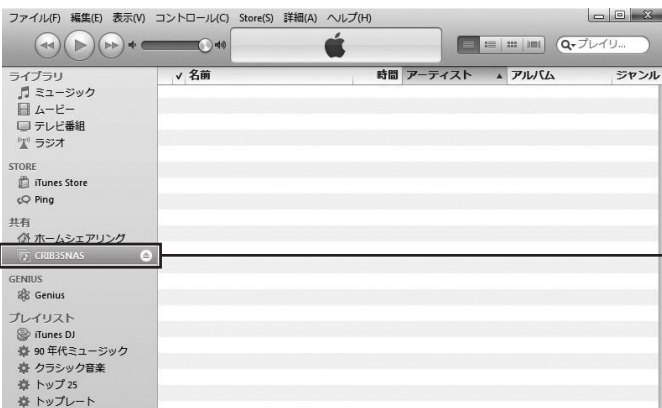 ファイル(F) 編集(E) 表示(V) コントロール(C) Store(S) 詳細(A) ヘルプ(H)
プレイリ...
ライブラリ
ミュージック
ムービー
テレビ番組
ラジオ
STORE
iTunes Store
Ping
共有
ホームシェアリング
CRIB35NAS
GENIUS
Genius
プレイリスト
iTunes DJ
90 年代ミュージック
クラシック音楽
トップ 25
トップレート
名前 時間 アーティスト アルバム ジャンル